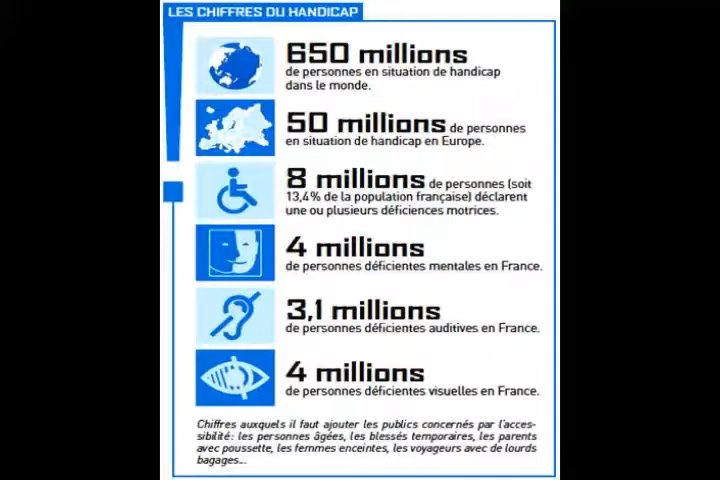 LES CHIFFRES DU HANDICAP
650 millions
de personnes en situation de handicap
dans le monde.
50 millions de personnes
en situation de handicap en Europe.
8 millions de personnes (soit
13,4% de la population française) déclarent
une ou plusieurs déficiences motrices.
4 millions
de personnes déficientes mentales en France.
3,1 millions
de personnes déficientes auditives en France.
4 millions
de personnes déficientes visuelles en France.
Chiffres auxquels il faut ajouter les publics concernés par l'acces-
sibilité : les personnes âgées, les blessés temporaires, les parents
avec poussette, les femmes enceintes, les voyageurs avec de lourds
bagages...